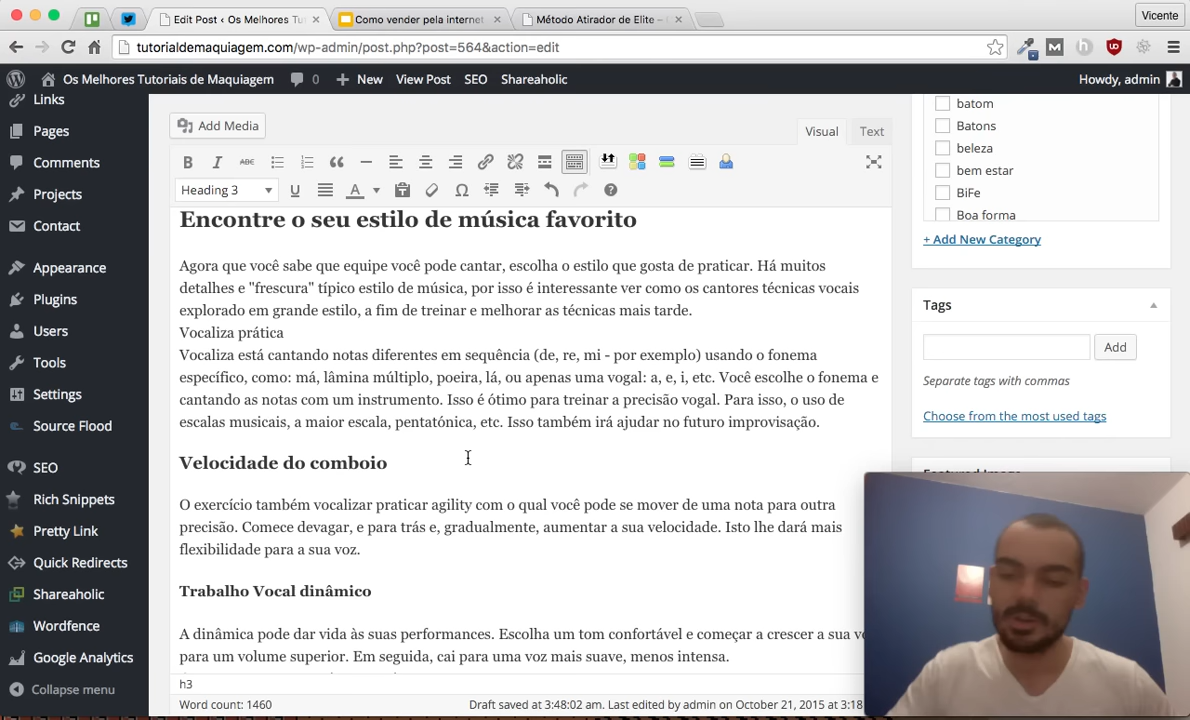 Edit Post ‹ Os Melhores Tut
Como vender pela internet
Método Atirador de Elite –
Vicente
tutorialdemaquiagem.com/wp-admin/post.php?post=564&action=edit
Os Melhores Tutoriais de Maquiagem
0
New
View Post
SEO
Shareaholic
Howdy, admin
Links
Pages
Comments
Projects
Contact
Appearance
Plugins
Users
Tools
Settings
Source Flood
SEO
Rich Snippets
Pretty Link
Quick Redirects
Shareaholic
Wordfence
Google Analytics
Collapse menu
Add Media
Visual
Text
B I ABC
Heading 3
U A Ω
Encontre o seu estilo de música favorito
Agora que você sabe que equipe você pode cantar, escolha o estilo que gosta de praticar. Há muitos
detalhes e "frescura" típico estilo de música, por isso é interessante ver como os cantores técnicas vocais
explorado em grande estilo, a fim de treinar e melhorar as técnicas mais tarde.
Vocaliza prática
Vocaliza está cantando notas diferentes em sequência (de, re, mi - por exemplo) usando o fonema
específico, como: má, lâmina múltiplo, poeira, lá, ou apenas uma vogal: a, e, i, etc. Você escolhe o fonema e
cantando as notas com um instrumento. Isso é ótimo para treinar a precisão vogal. Para isso, o uso de
escalas musicais, a maior escala, pentatónica, etc. Isso também irá ajudar no futuro improvisação.
Velocidade do comboio
O exercício também vocalizar praticar agility com o qual você pode se mover de uma nota para outra
precisão. Comece devagar, e para trás e, gradualmente, aumentar a sua velocidade. Isto lhe dará mais
flexibilidade para a sua voz.
Trabalho Vocal dinâmico
A dinâmica pode dar vida às suas performances. Escolha um tom confortável e começar a crescer a sua
para um volume superior. Em seguida, cai para uma voz mais suave, menos intensa.
h3
Word count: 1460
Draft saved at 3:48:02 am. Last edited by admin on October 21, 2015 at 3:18
batom
Batons
beleza
bem estar
BiFe
Boa forma
+ Add New Category
Tags
Add
Separate tags with commas
Choose from the most used tags
Featured Image